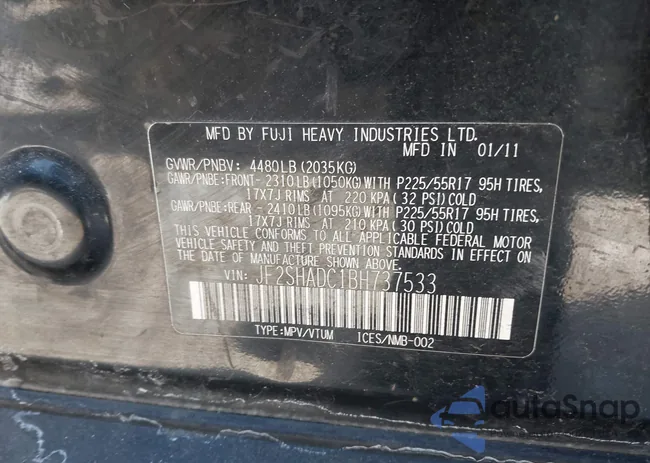 MFD BY FUJI HEAVY INDUSTRIES LTD.
MFD IN 01/11
GVWR/PNBV: 4480LB(2035KG)
GAWR/PNBE:FRONT-2310LB(1050KG)WITH P225/55R17 95H TIRES,
17X7J RIMS AT 220 KPA(32 PSI)COLD
GAWR/PNBE:REAR -2410LB(1095KG)WITH P225/55R17 95H TIRES,
17X7J RIMS AT 210 KPA(30 PSI)COLD
THIS VEHICLE CONFORMS TO ALL APPLICABLE FEDERAL MOTOR
VEHICLE SAFETY AND THEFT PREVENTION STANDARDS IN EFFECT ON
THE DATE OF MANUFACTURE SHOWN ABOVE.
VIN: JF2SHADC1BH737533
TYPE:MPV/VTUM ICES/NMB-002
autoSnap